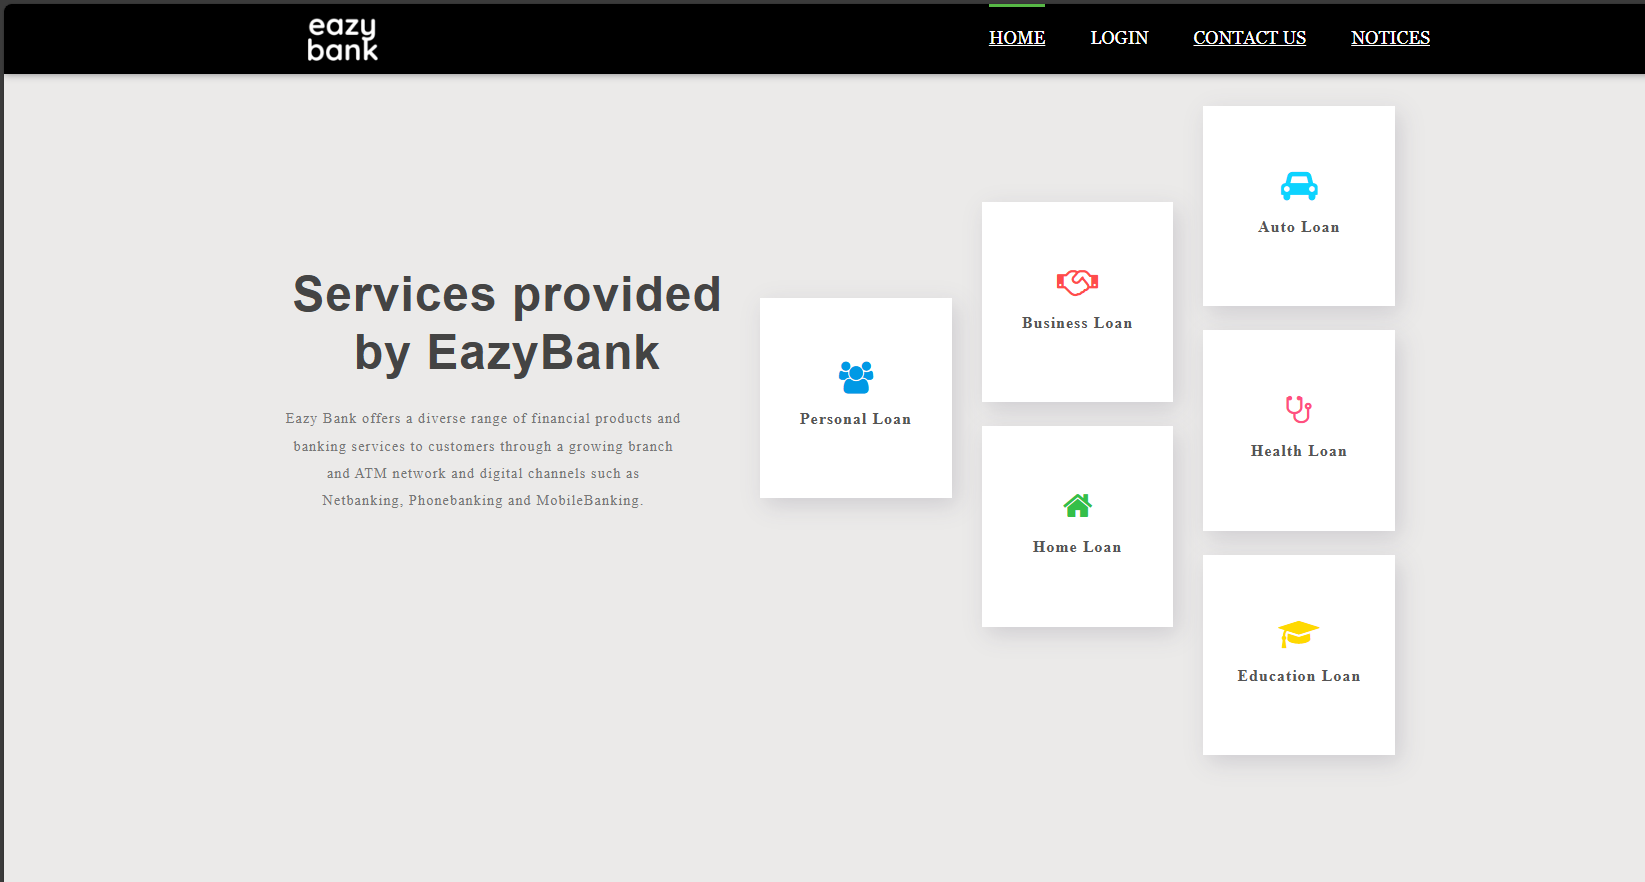 eazy
bank
HOME
LOGIN
CONTACT US
NOTICES
Services provided
by EazyBank
Eazy Bank offers a diverse range of financial products and
banking services to customers through a growing branch
and ATM network and digital channels such as
Netbanking, Phonebanking and MobileBanking.
Personal Loan
Business Loan
Home Loan
Auto Loan
Health Loan
Education Loan